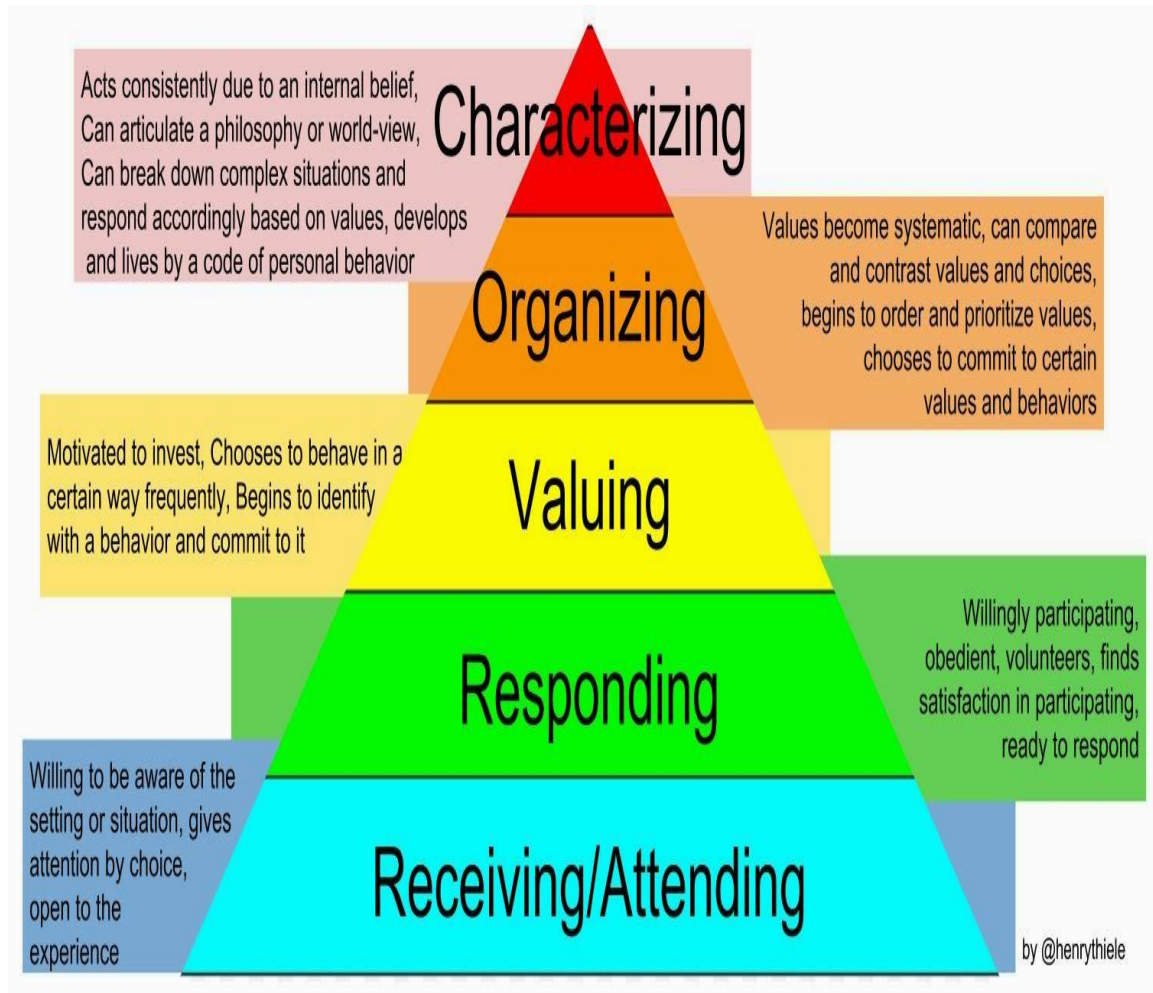 Acts consistently due to an internal belief,
Can articulate a philosophy or world-view,
Can break down complex situations and
respond accordingly based on values, develops
and lives by a code of personal behavior
Characterizing
Values become systematic, can compare
and contrast values and choices,
begins to order and prioritize values,
chooses to commit to certain
values and behaviors
Organizing
Motivated to invest, Chooses to behave in a
certain way frequently, Begins to identify
with a behavior and commit to it
Valuing
Willingly participating,
obedient, volunteers, finds
satisfaction in participating,
ready to respond
Responding
Willing to be aware of the
setting or situation, gives
attention by choice,
open to the
experience
Receiving/Attending
by @henrythiele